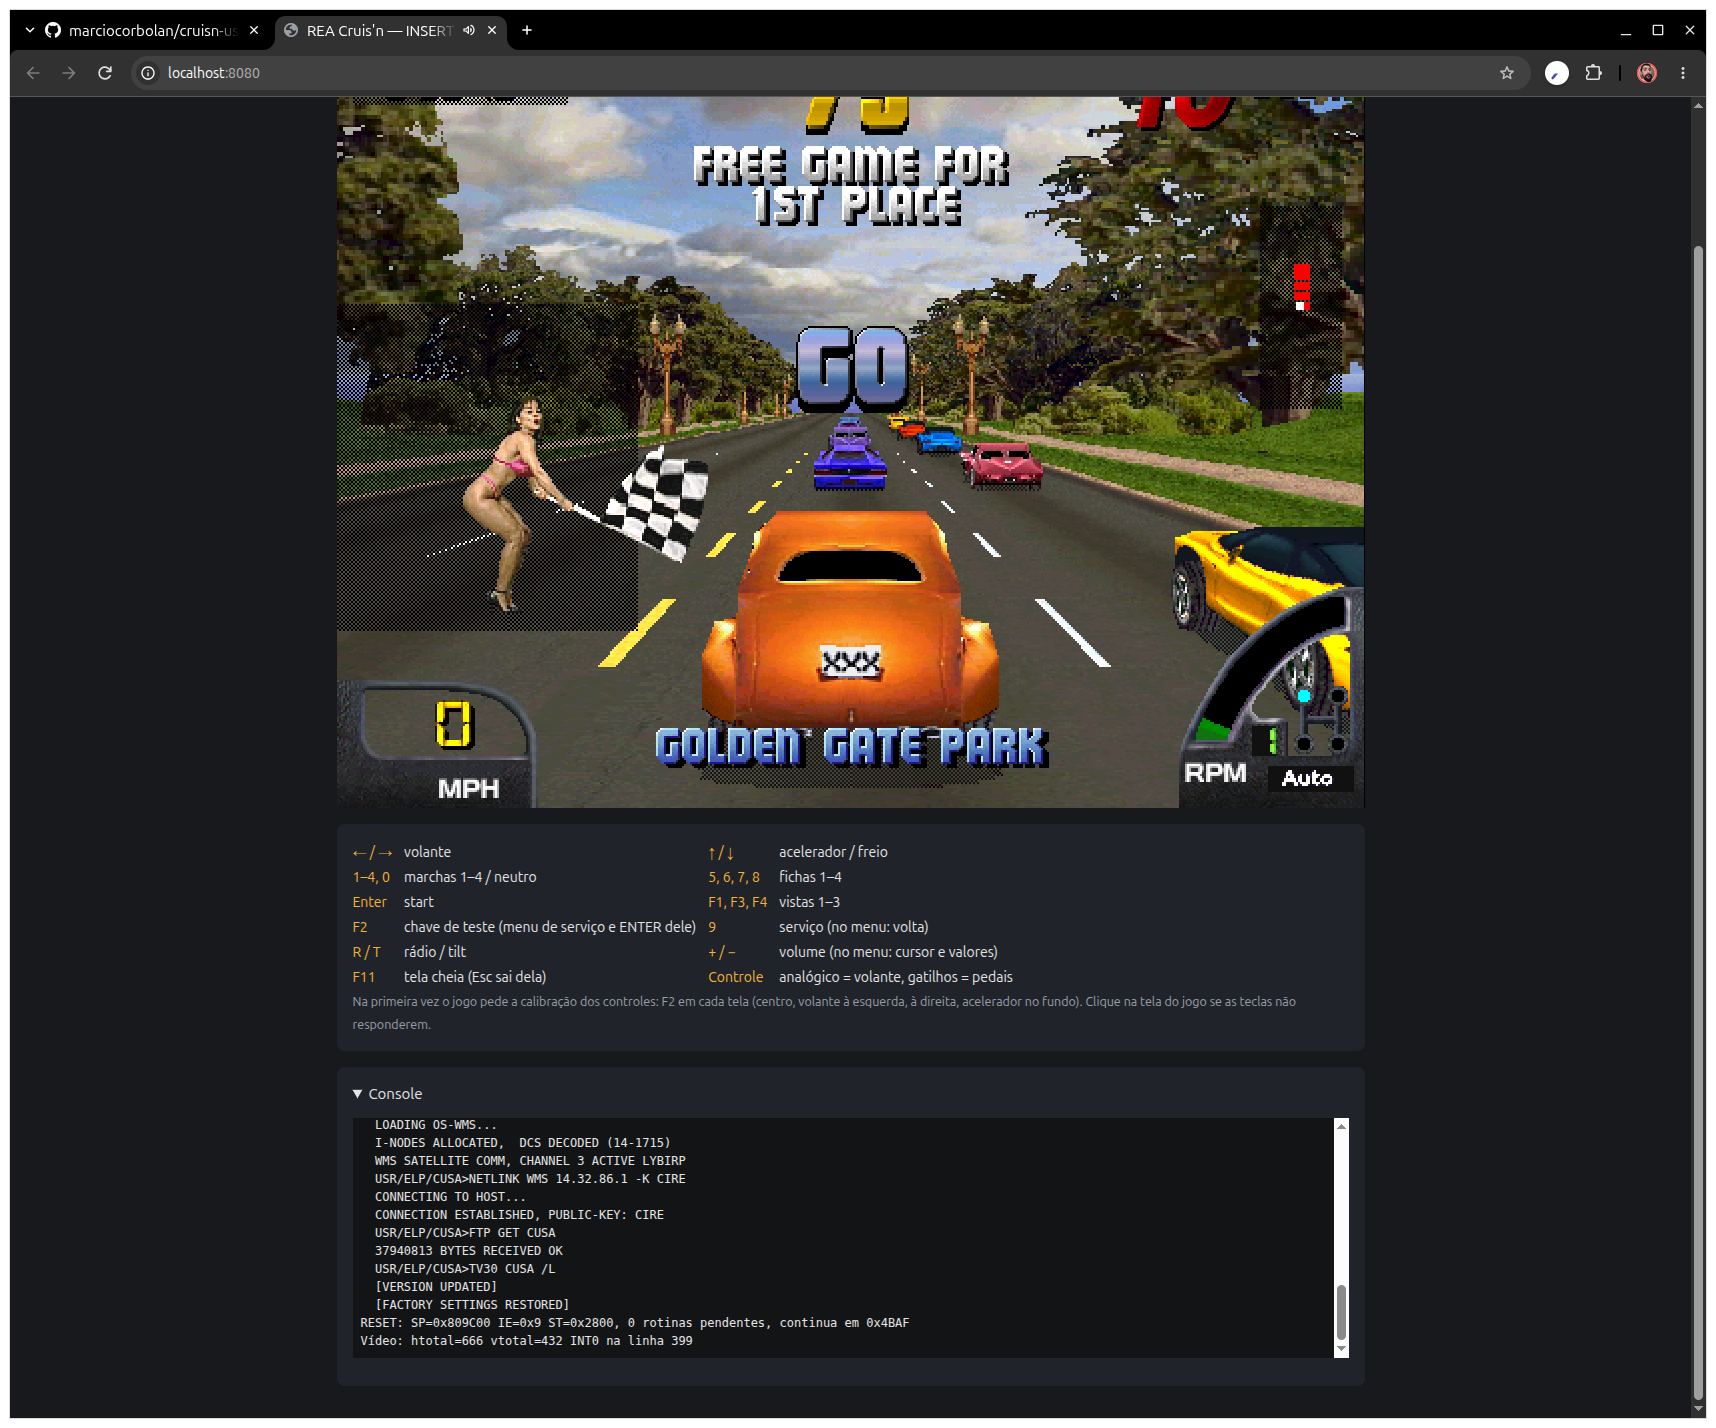 marciocorbolan/cruisn-us
REA Cruis'n — INSERT
localhost:8080
FREE GAME FOR
1ST PLACE
GO
XXX
0
MPH
GOLDEN GATE PARK
1
RPM
Auto
←/→ volante ↑/↓ acelerador / freio
1–4, 0 marchas 1–4 / neutro 5, 6, 7, 8 fichas 1–4
Enter start F1, F3, F4 vistas 1–3
F2 chave de teste (menu de serviço e ENTER dele) 9 serviço (no menu: volta)
R / T rádio / tilt + / − volume (no menu: cursor e valores)
F11 tela cheia (Esc sai dela) Controle analógico = volante, gatilhos = pedais
Na primeira vez o jogo pede a calibração dos controles: F2 em cada tela (centro, volante à esquerda, à direita, acelerador no fundo). Clique na tela do jogo se as teclas não
responderem.
▼ Console
LOADING OS-WMS...
I-NODES ALLOCATED,  DCS DECODED (14-1715)
WMS SATELLITE COMM, CHANNEL 3 ACTIVE LYBIRP
USR/ELP/CUSA>NETLINK WMS 14.32.86.1 -K CIRE
CONNECTING TO HOST...
CONNECTION ESTABLISHED, PUBLIC-KEY: CIRE
USR/ELP/CUSA>FTP GET CUSA
37940813 BYTES RECEIVED OK
USR/ELP/CUSA>TV30 CUSA /L
[VERSION UPDATED]
[FACTORY SETTINGS RESTORED]
RESET: SP=0x809C00 IE=0x9 ST=0x2800, 0 rotinas pendentes, continua em 0x4BAF
Vídeo: htotal=666 vtotal=432 INT0 na linha 399